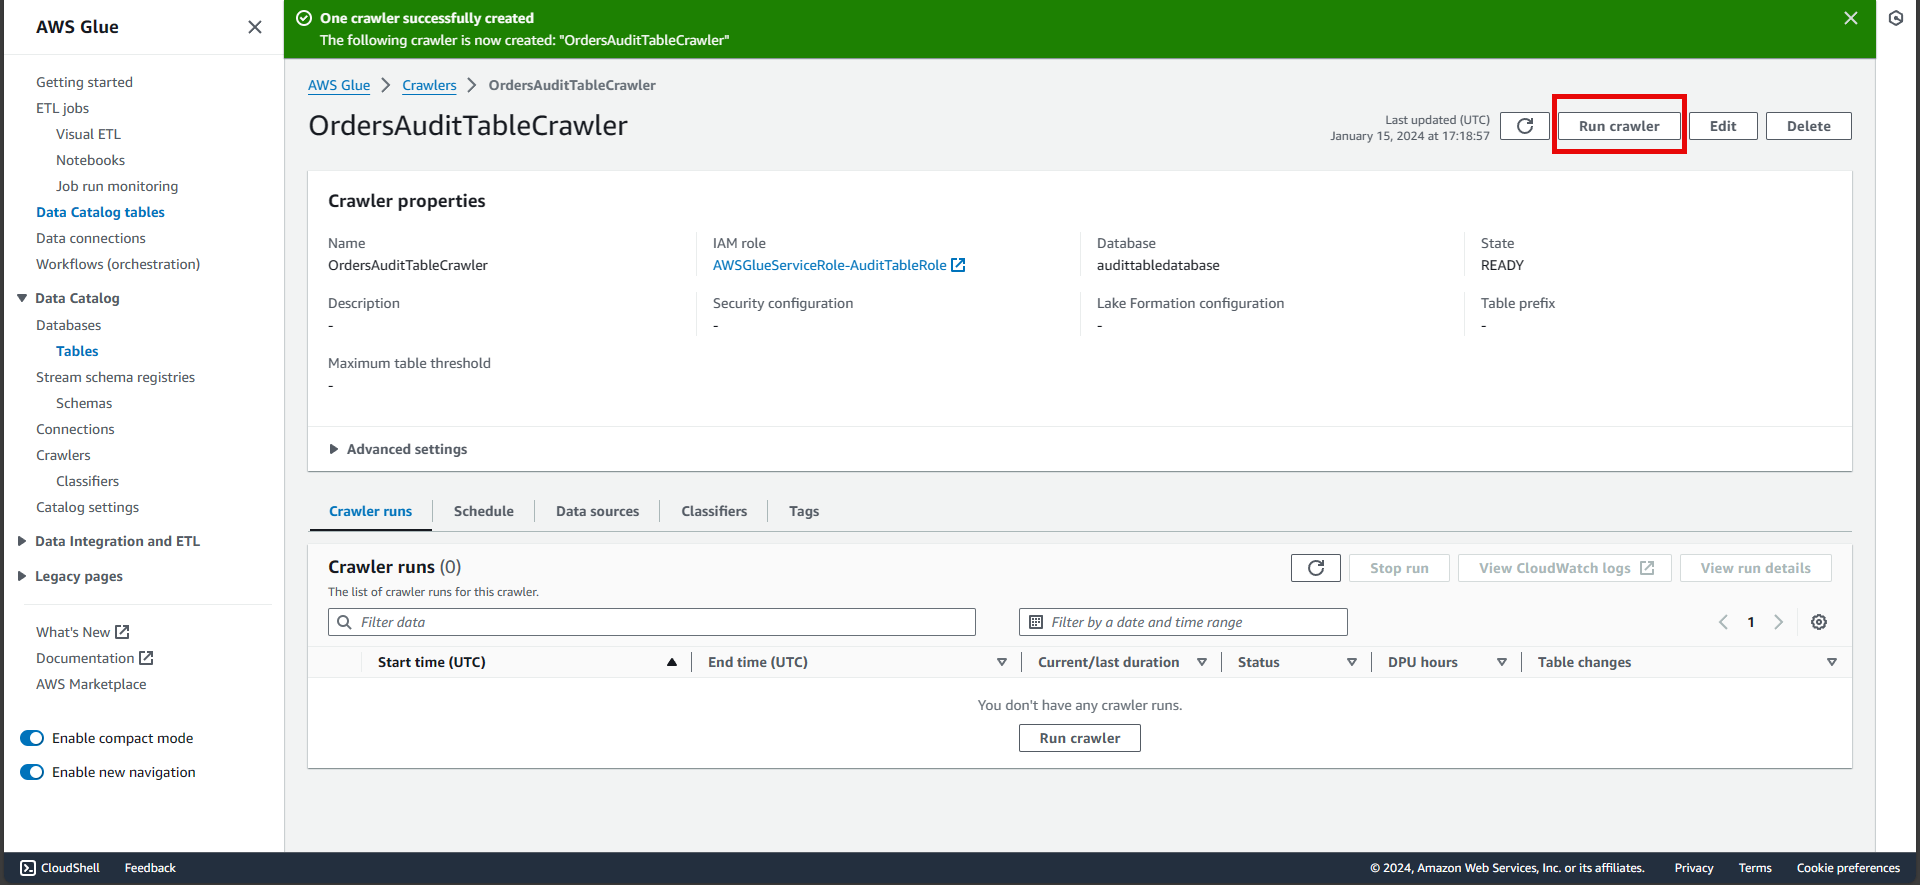 AWS Glue
Getting started
ETL jobs
Visual ETL
Notebooks
Job run monitoring
Data Catalog tables
Data connections
Workflows (orchestration)
Data Catalog
Databases
Tables
Stream schema registries
Schemas
Connections
Crawlers
Classifiers
Catalog settings
Data Integration and ETL
Legacy pages
What's New
Documentation
AWS Marketplace
Enable compact mode
Enable new navigation
One crawler successfully created
The following crawler is now created: "OrdersAuditTableCrawler"
AWS Glue Crawlers OrdersAuditTableCrawler
OrdersAuditTableCrawler
Last updated (UTC)
January 15, 2024 at 17:18:57
Run crawler Edit Delete
Crawler properties
Name IAM role Database State
OrdersAuditTableCrawler AWSGlueServiceRole-AuditTableRole audittabledatabase READY
Description Security configuration Lake Formation configuration Table prefix
- - - -
Maximum table threshold
-
Advanced settings
Crawler runs Schedule Data sources Classifiers Tags
Crawler runs (0)
Stop run View CloudWatch logs View run details
The list of crawler runs for this crawler.
Filter data Filter by a date and time range 1
Start time (UTC) End time (UTC) Current/last duration Status DPU hours Table changes
You don't have any crawler runs.
Run crawler
CloudShell Feedback © 2024, Amazon Web Services, Inc. or its affiliates. Privacy Terms Cookie preferences